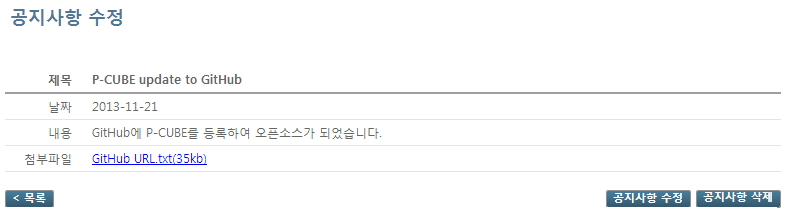 공지사항 수정
제목 P-CUBE update to GitHub
날짜 2013-11-21
내용 GitHub에 P-CUBE를 등록하여 오픈소스가 되었습니다.
첨부파일 GitHub URL.txt(35kb)
< 목록 공지사항 수정 공지사항 삭제